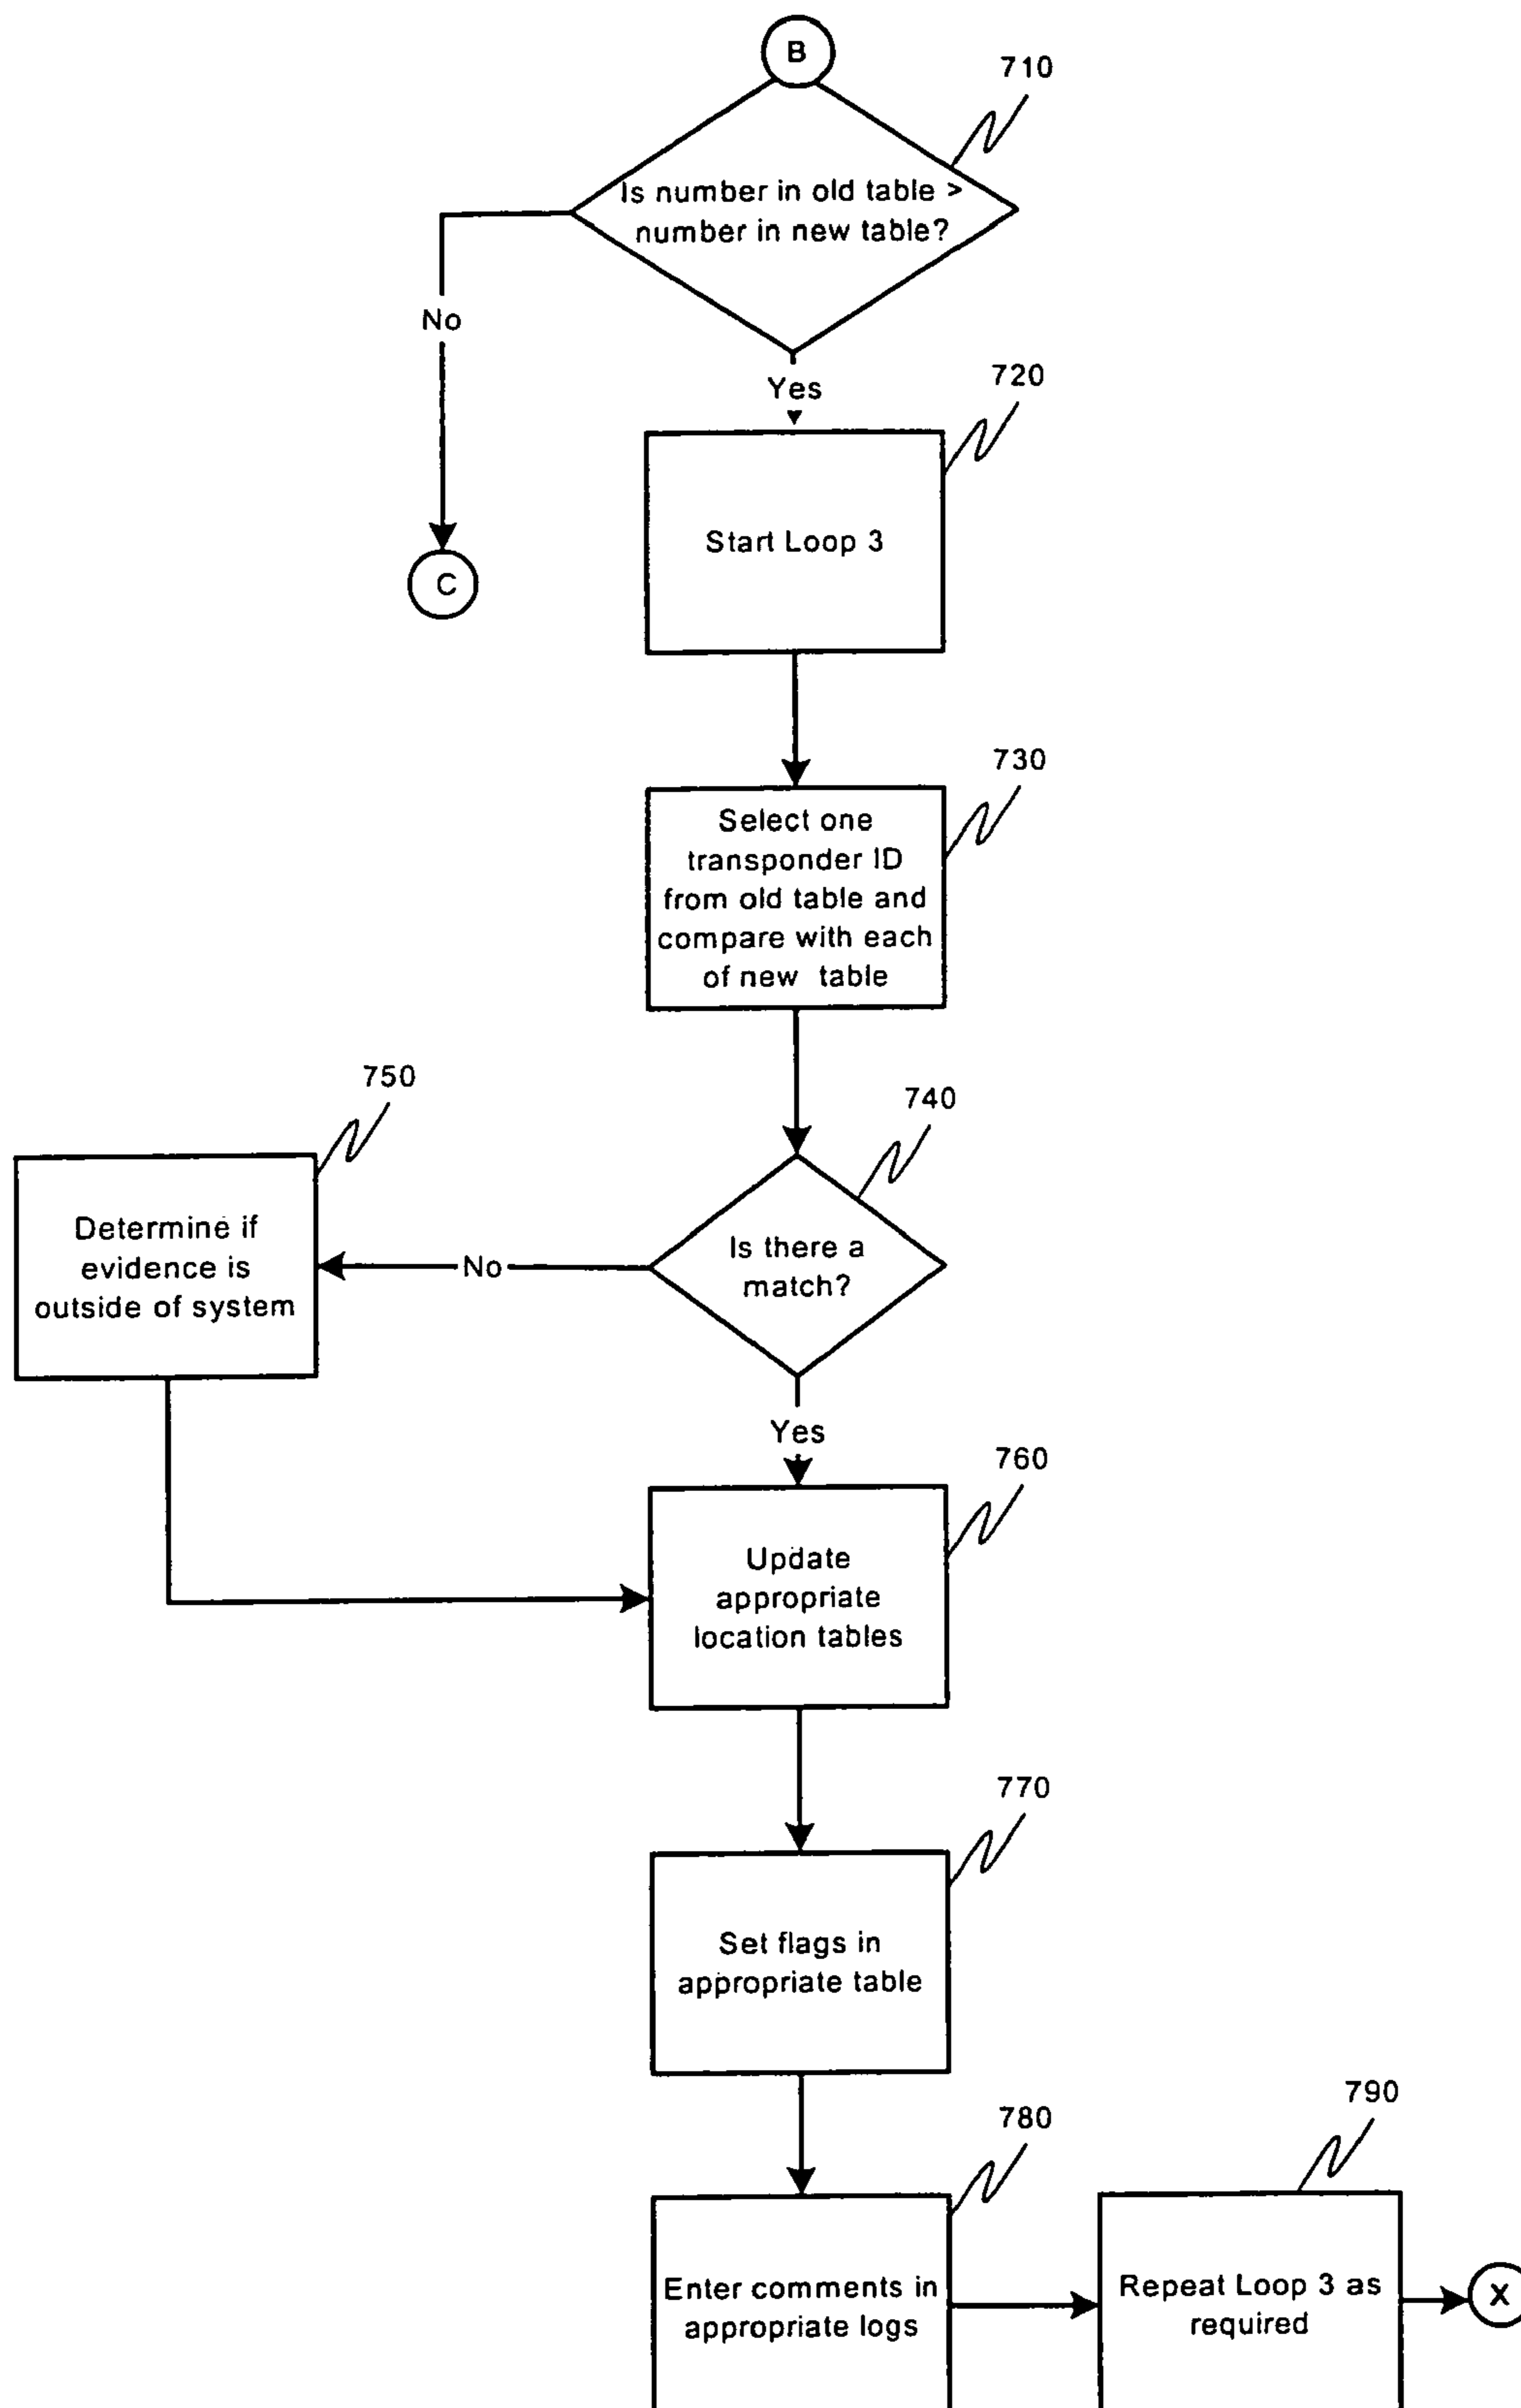 B
710
Is number in old table >
number in new table?
No
Yes
720
Start Loop 3
C
730
Select one
transponder ID
from old table and
compare with each
of new table
750
740
Determine if
evidence is
outside of system
No
Is there a
match?
Yes
760
Update
appropriate
location tables
770
Set flags in
appropriate table
780
790
Enter comments in
appropriate logs
Repeat Loop 3 as
required
X